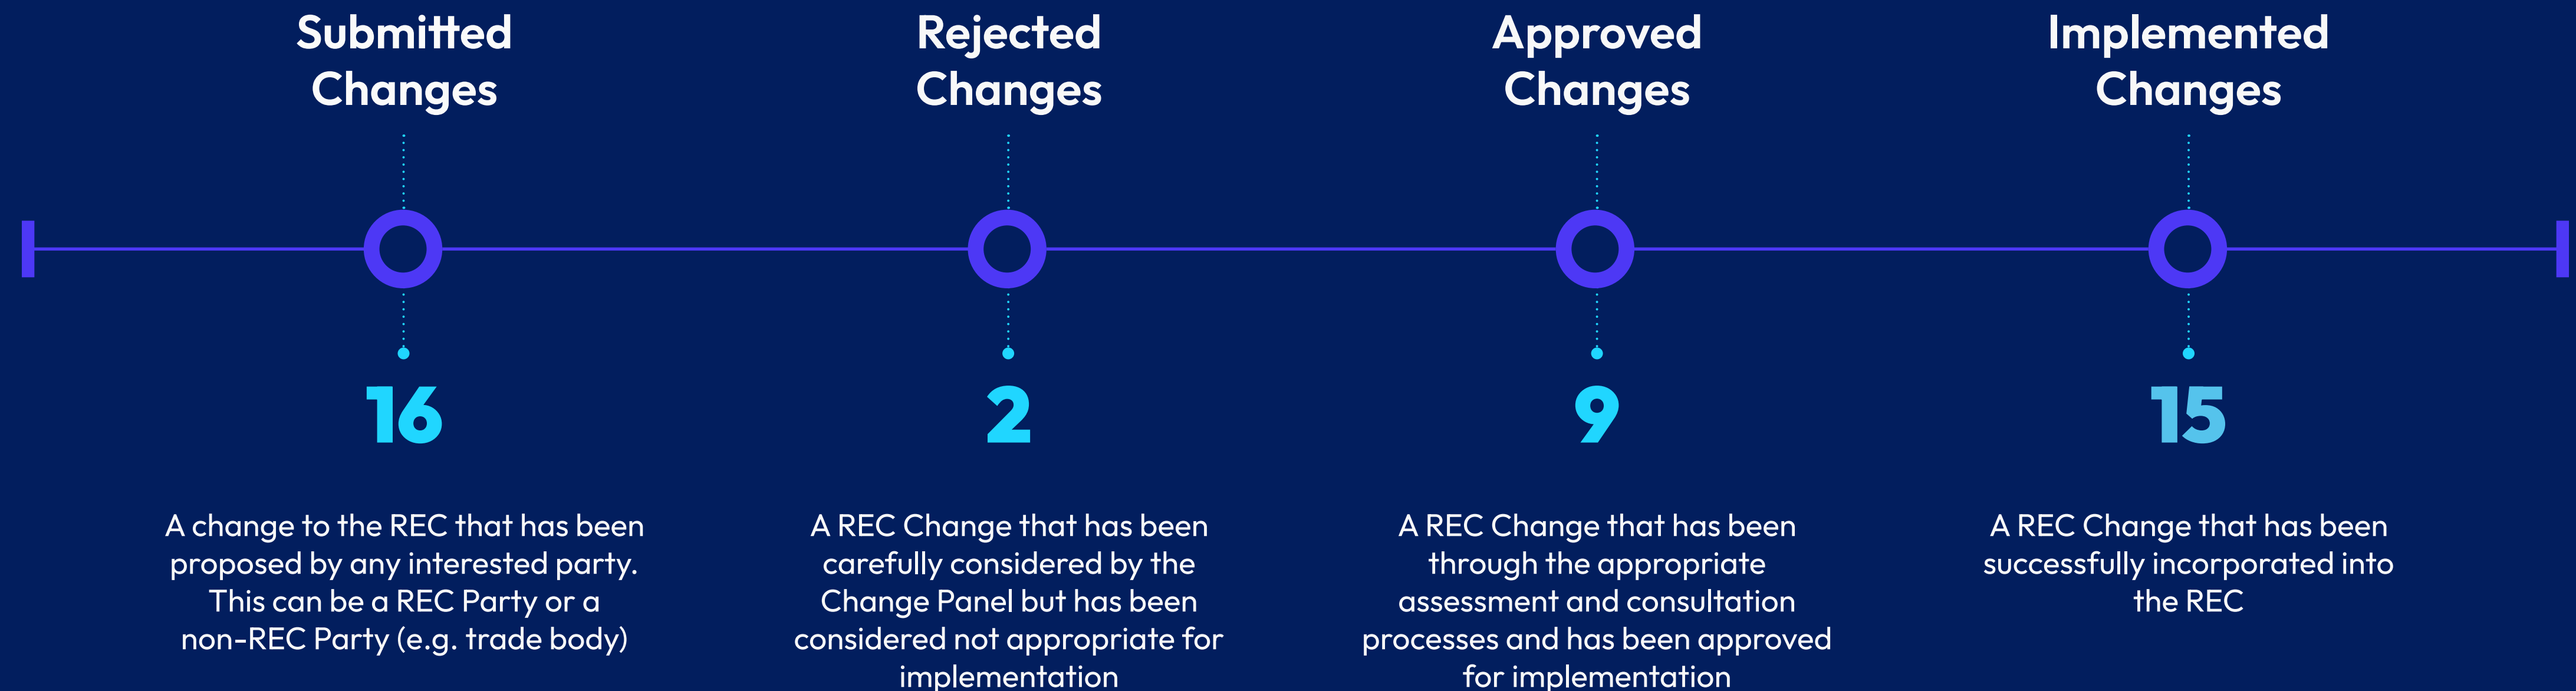 Submitted
Changes
16
A change to the REC that has been
proposed by any interested party.
This can be a REC Party or a
non-REC Party (e.g. trade body)
Rejected
Changes
2
A REC Change that has been
carefully considered by the
Change Panel but has been
considered not appropriate for
implementation
Approved
Changes
9
A REC Change that has been
through the appropriate
assessment and consultation
processes and has been approved
for implementation
Implemented
Changes
15
A REC Change that has been
successfully incorporated into
the REC